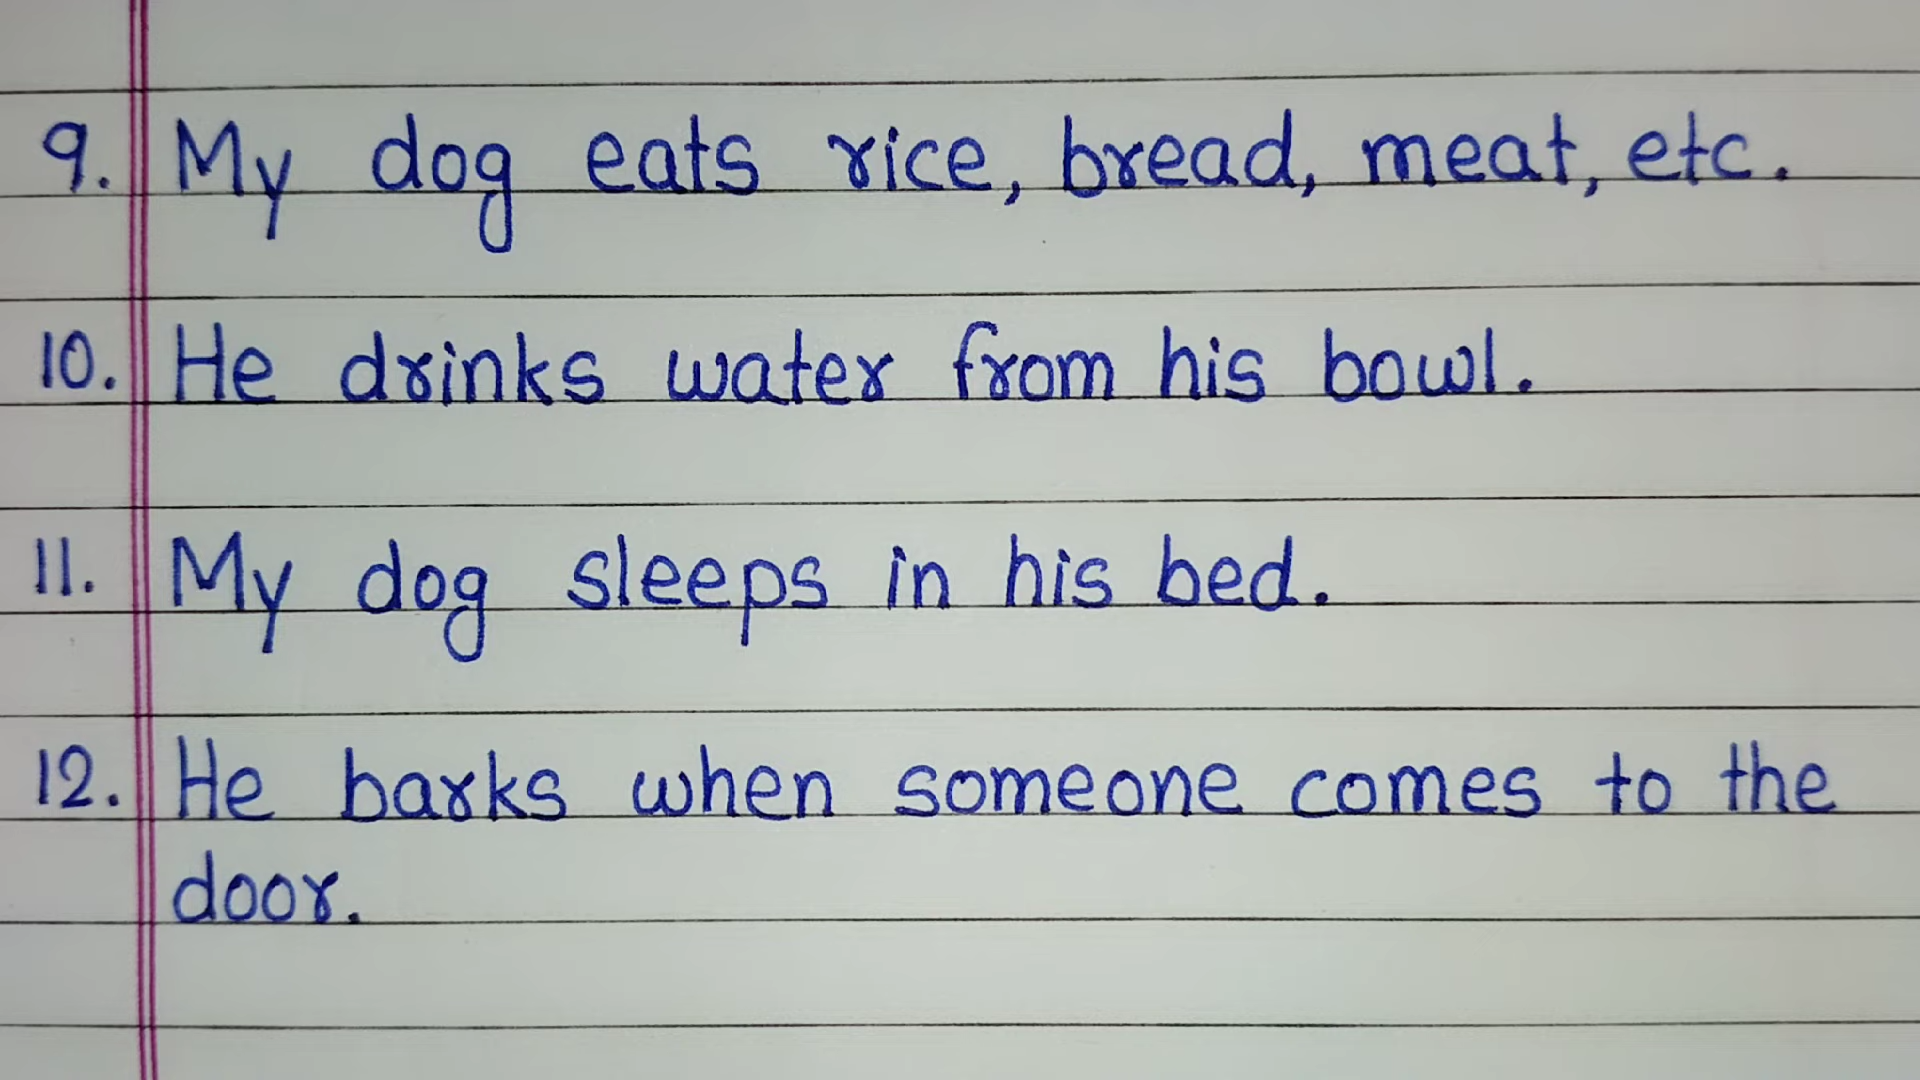 9. My dog eats rice, bread, meat, etc.
10. He drinks water from his bowl.
11. My dog sleeps in his bed.
12. He barks when someone comes to the
door.